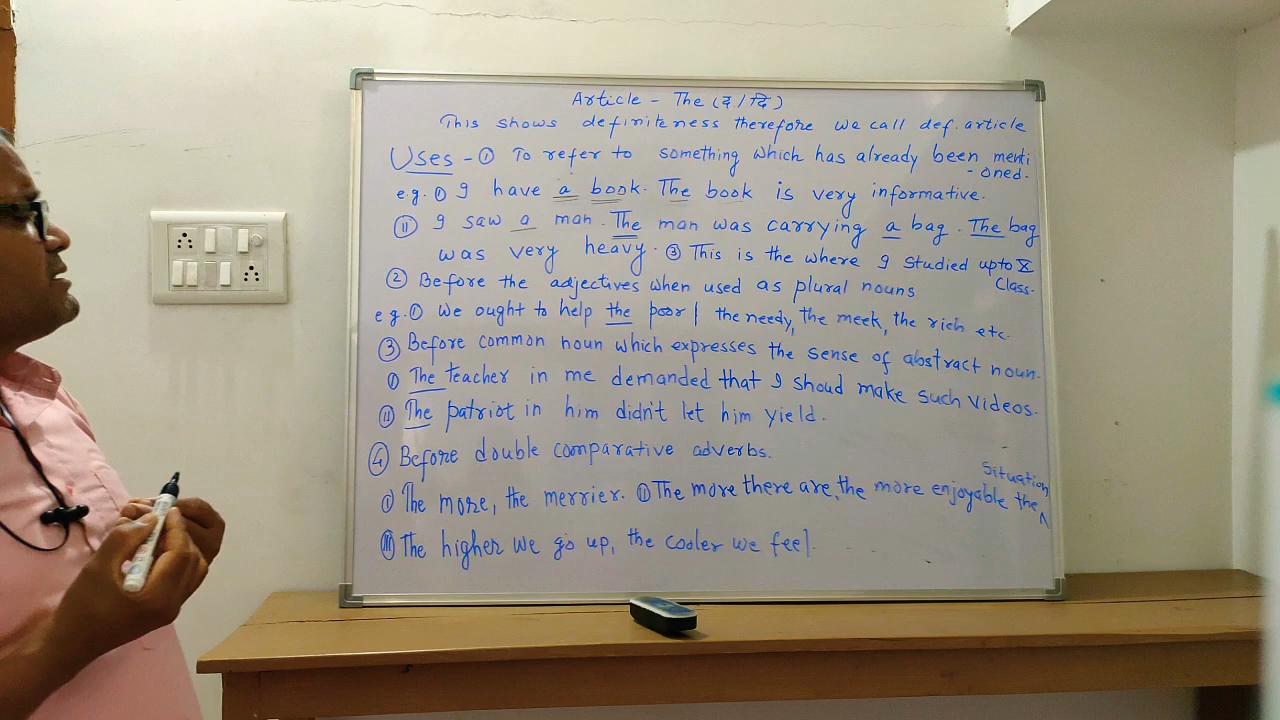 Article - The (द / दि)
This shows definiteness therefore we call def. article
Uses - ① To refer to something which has already been menti
- oned.
e.g. ① I have a book. The book is very informative.
② I saw a man. The man was carrying a bag. The bag
was very heavy. ③ This is the where I studied upto X
Class.
② Before the adjectives when used as plural nouns
e.g. ① We ought to help the poor / the needy, the meek, the rich etc.
③ Before common noun which expresses the sense of abstract noun.
① The teacher in me demanded that I shoud make such videos.
② The patriot in him didn't let him yield.
④ Before double comparative adverbs.
① The more, the merrier. ② The more there are, the more enjoyable the ^
situation
③ The higher we go up, the cooler we feel.